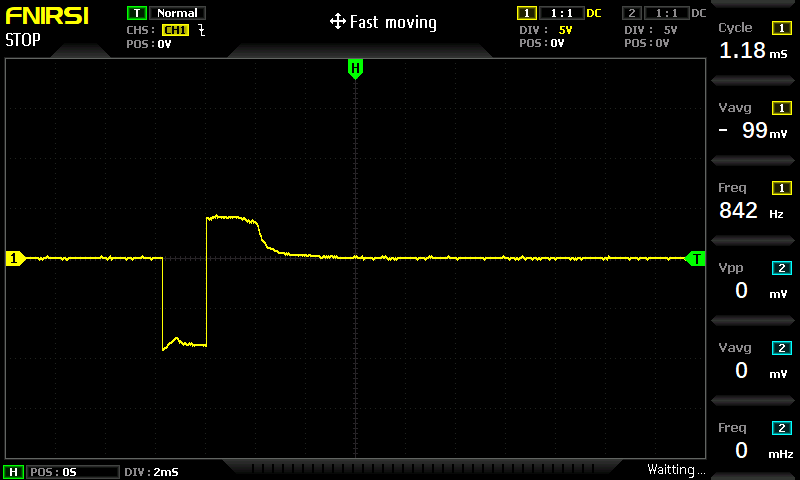 FNIRSI
STOP
T Normal
CHS: CH1
POS:0V
Fast moving
1 1:1 DC
DIV: 5V
POS:0V
2 1:1 DC
DIV: 5V
POS:0V
H
1
T
Cycle 1
1.18 mS
Vavg 1
- 99 mV
Freq 1
842 Hz
Vpp 2
0 mV
Vavg 2
0 mV
Freq 2
0 mHz
H POS:0S DIV:2mS Waitting...